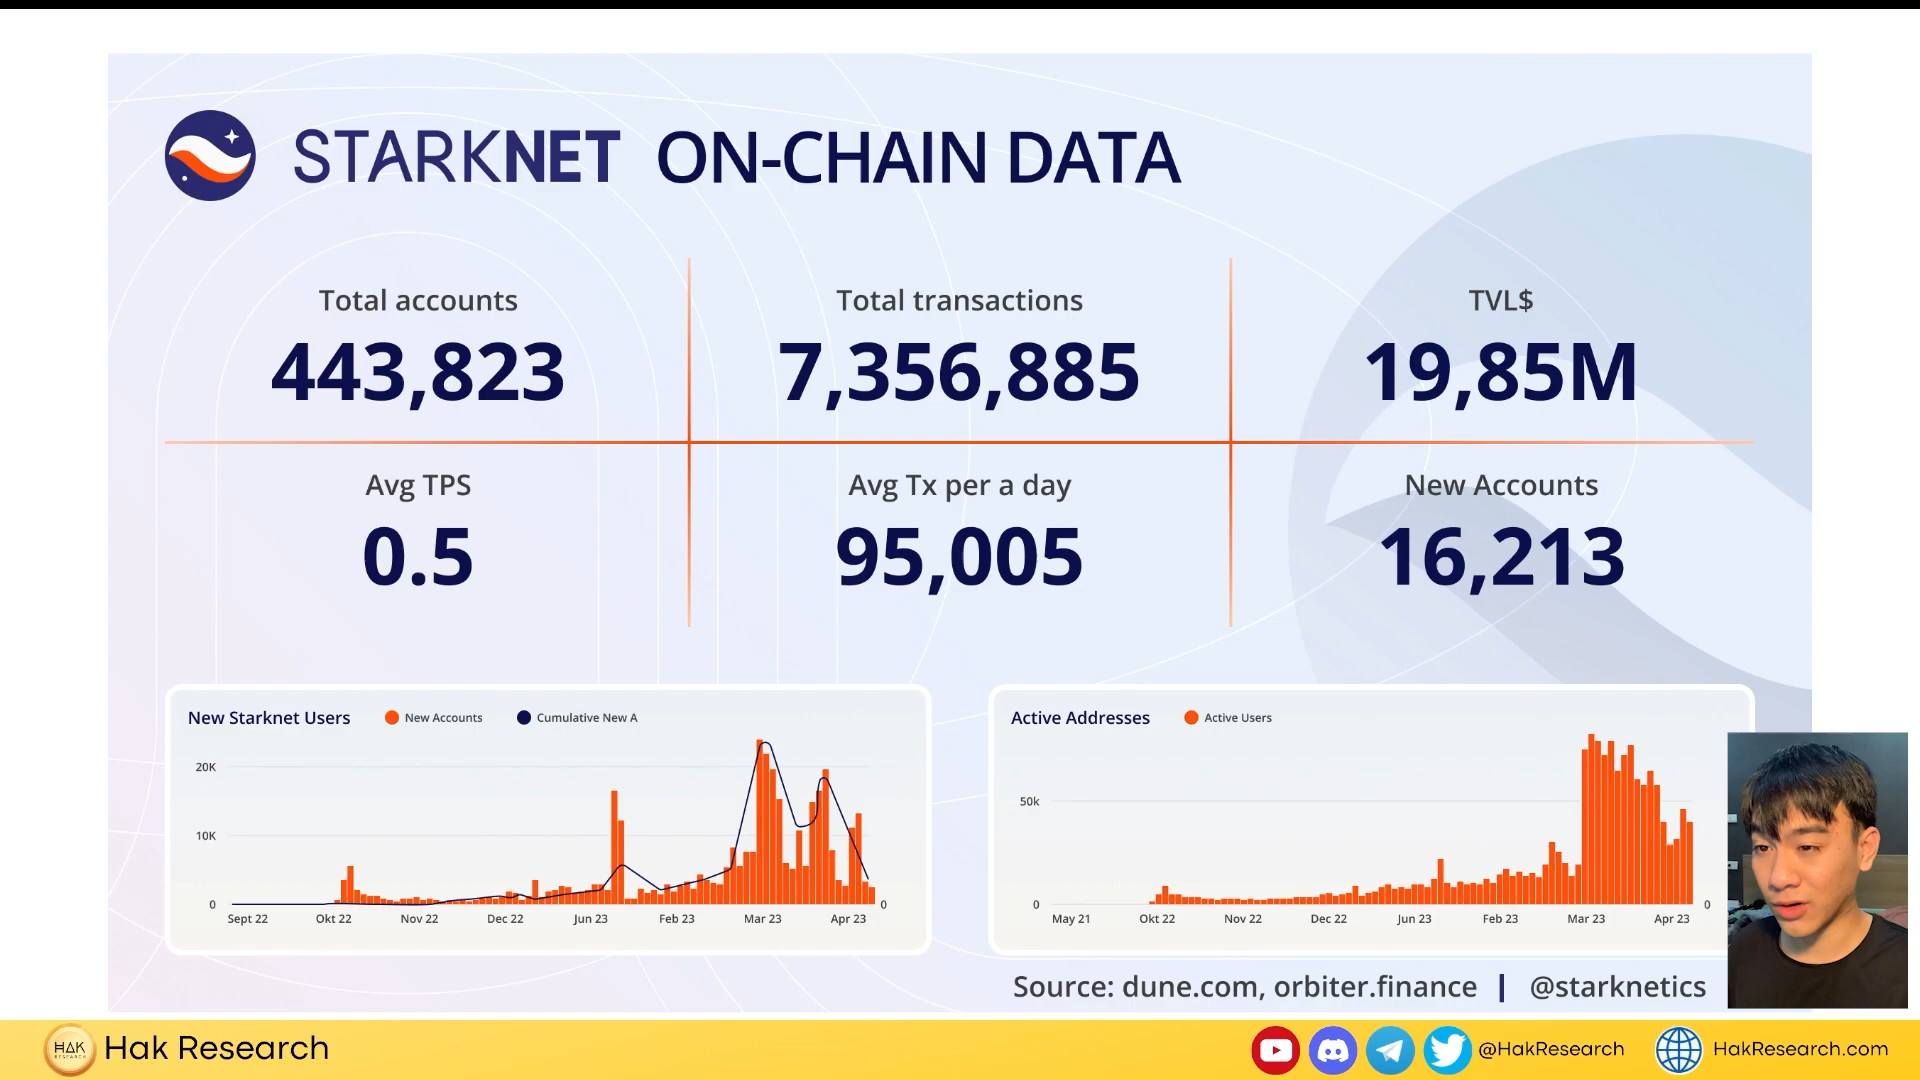 STARKNET ON-CHAIN DATA
Total accounts
443,823
Total transactions
7,356,885
TVL$
19,85M
Avg TPS
0.5
Avg Tx per a day
95,005
New Accounts
16,213
New Starknet Users
New Accounts
Cumulative New A
20K
10K
0
0
Sept 22 Okt 22 Nov 22 Dec 22 Jun 23 Feb 23 Mar 23 Apr 23
Active Addresses
Active Users
50k
0
0
May 21 Okt 22 Nov 22 Dec 22 Jun 23 Feb 23 Mar 23 Apr 23
Source: dune.com, orbiter.finance | @starknetics
HAK
RESEARCH
Hak Research
@HakResearch
HakResearch.com